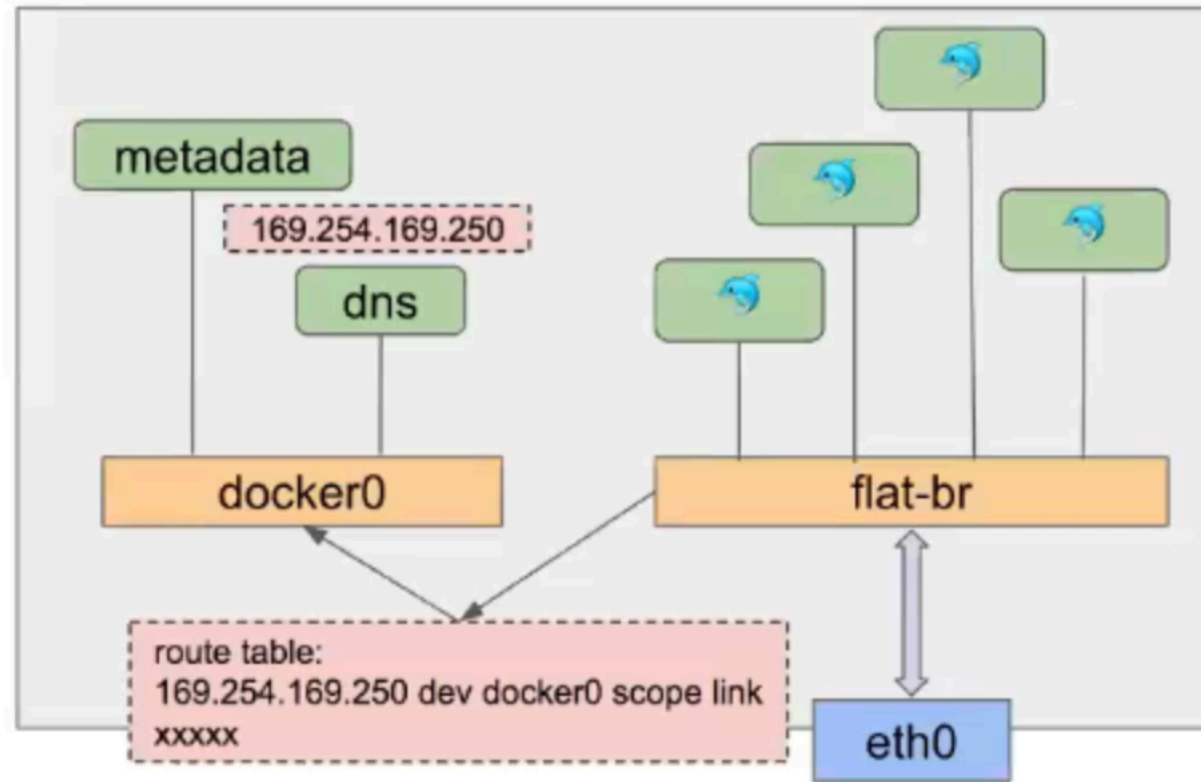 metadata
169.254.169.250
dns
docker0
flat-br
route table:
169.254.169.250 dev docker0 scope link
xxxxx
eth0